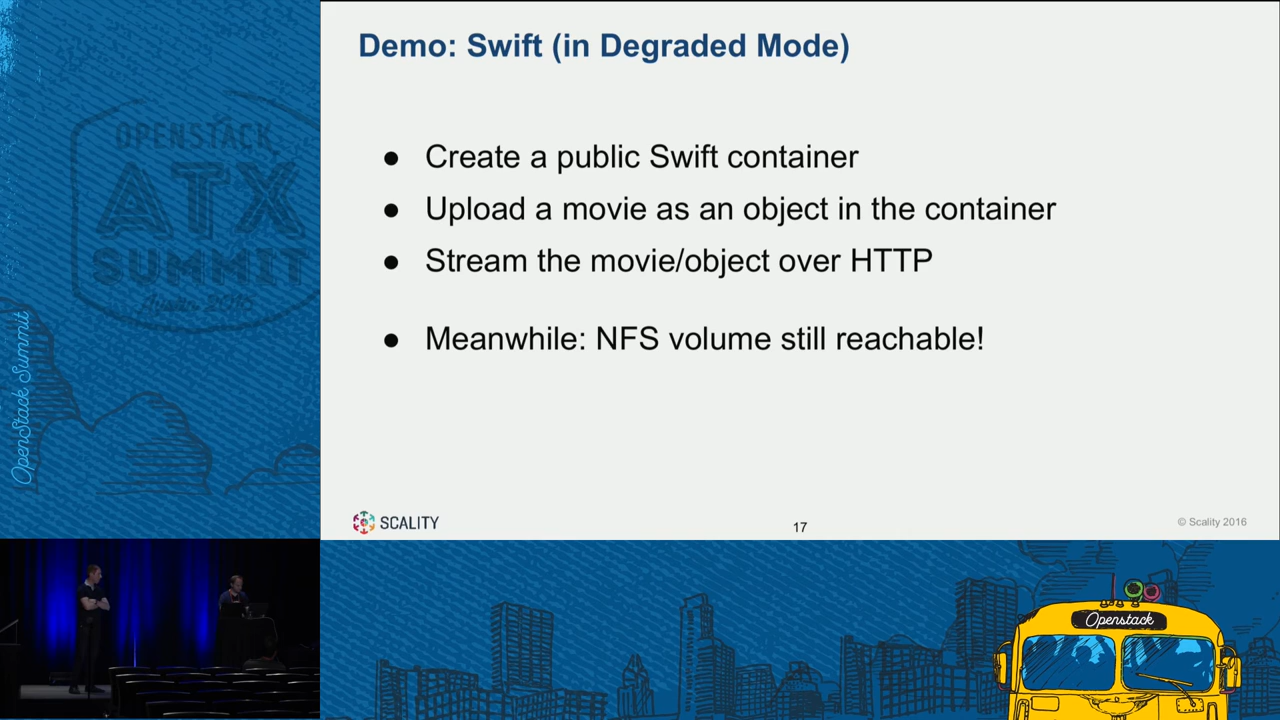 Demo: Swift (in Degraded Mode)
● Create a public Swift container
● Upload a movie as an object in the container
● Stream the movie/object over HTTP
● Meanwhile: NFS volume still reachable!
SCALITY
17
© Scality 2016
OPENSTACK
ATX
SUMMIT
Austin 2016
OpenStack Summit
Openstack